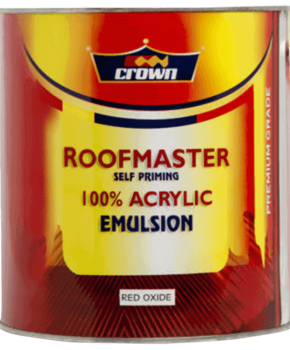 CROWN
ROOFMASTER
SELF PRIMING
100% ACRYLIC
EMULSION
RED OXIDE
PREMIUM GRADE